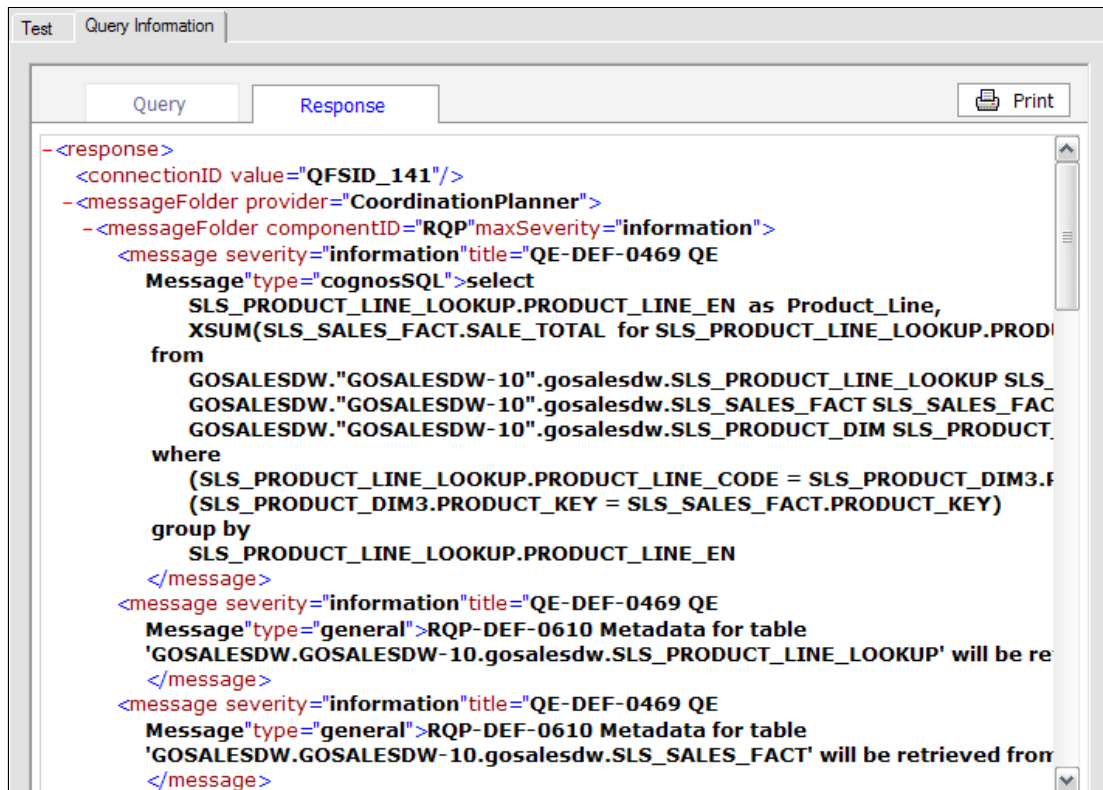 Test Query Information
Query Response Print
-<response>
<connectionID value="QFSID_141"/>
-<messageFolder provider="CoordinationPlanner">
-<messageFolder componentID="RQP"maxSeverity="information">
<message severity="information"title="QE-DEF-0469 QE
Message"type="cognosSQL">select
SLS_PRODUCT_LINE_LOOKUP.PRODUCT_LINE_EN as Product_Line,
XSUM(SLS_SALES_FACT.SALE_TOTAL for SLS_PRODUCT_LINE_LOOKUP.PRODU
from
GOSALESDW."GOSALESDW-10".gosalesdw.SLS_PRODUCT_LINE_LOOKUP SLS_
GOSALESDW."GOSALESDW-10".gosalesdw.SLS_SALES_FACT SLS_SALES_FAC
GOSALESDW."GOSALESDW-10".gosalesdw.SLS_PRODUCT_DIM SLS_PRODUCT_
where
(SLS_PRODUCT_LINE_LOOKUP.PRODUCT_LINE_CODE = SLS_PRODUCT_DIM3.P
(SLS_PRODUCT_DIM3.PRODUCT_KEY = SLS_SALES_FACT.PRODUCT_KEY)
group by
SLS_PRODUCT_LINE_LOOKUP.PRODUCT_LINE_EN
</message>
<message severity="information"title="QE-DEF-0469 QE
Message"type="general">RQP-DEF-0610 Metadata for table
'GOSALESDW.GOSALESDW-10.gosalesdw.SLS_PRODUCT_LINE_LOOKUP' will be re
</message>
<message severity="information"title="QE-DEF-0469 QE
Message"type="general">RQP-DEF-0610 Metadata for table
'GOSALESDW.GOSALESDW-10.gosalesdw.SLS_SALES_FACT' will be retrieved from
</message>